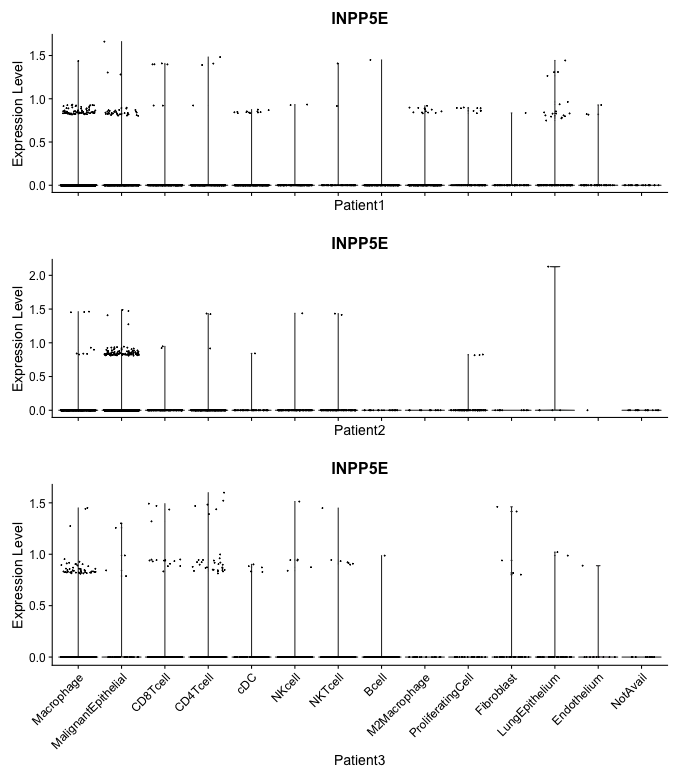 INPP5E
Expression Level
1.5
1.0
0.5
0.0
Patient1
INPP5E
Expression Level
2.0
1.5
1.0
0.5
0.0
Patient2
INPP5E
Expression Level
1.5
1.0
0.5
0.0
Macrophage
MalignantEpithelial
CD8Tcell
CD4Tcell
cDC
NKcell
NKTcell
Bcell
M2Macrophage
ProliferatingCell
Fibroblast
LungEpithelium
Endothelium
NotAvail
Patient3